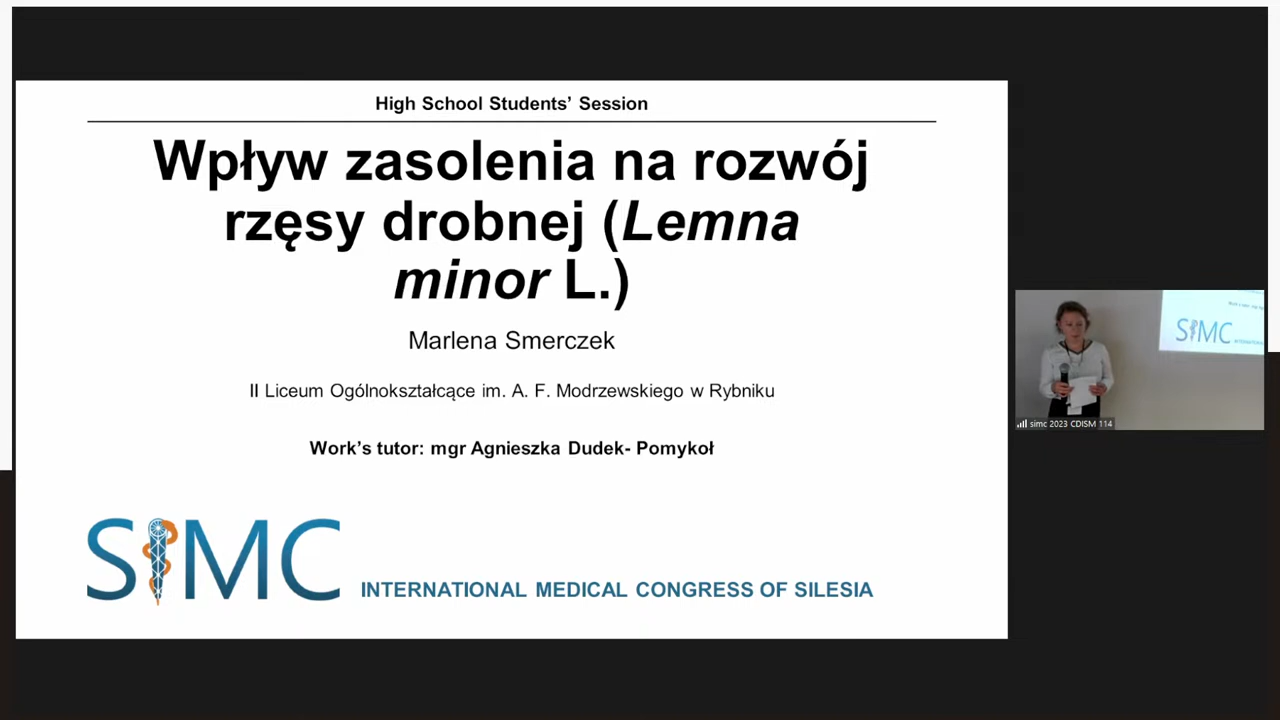 High School Students’ Session
Wpływ zasolenia na rozwój
rzęsy drobnej (Lemna
minor L.)
Marlena Smerczek
II Liceum Ogólnokształcące im. A. F. Modrzewskiego w Rybniku
Work’s tutor: mgr Agnieszka Dudek- Pomykoł
SIMC INTERNATIONAL MEDICAL CONGRESS OF SILESIA
SIMC
simc 2023 CDISM 114